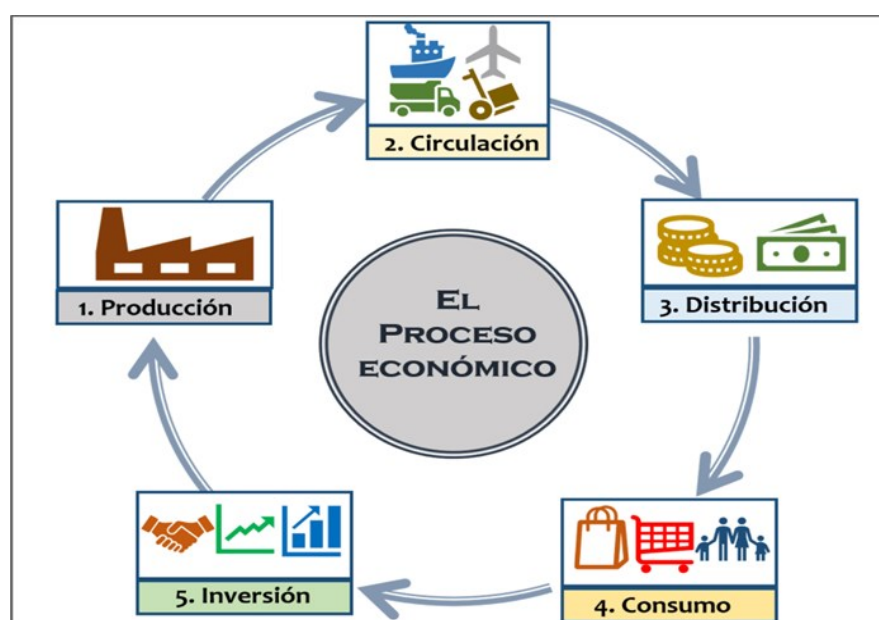 2. Circulación
1. Producción
3. Distribución
EL
PROCESO
ECONÓMICO
5. Inversión
4. Consumo